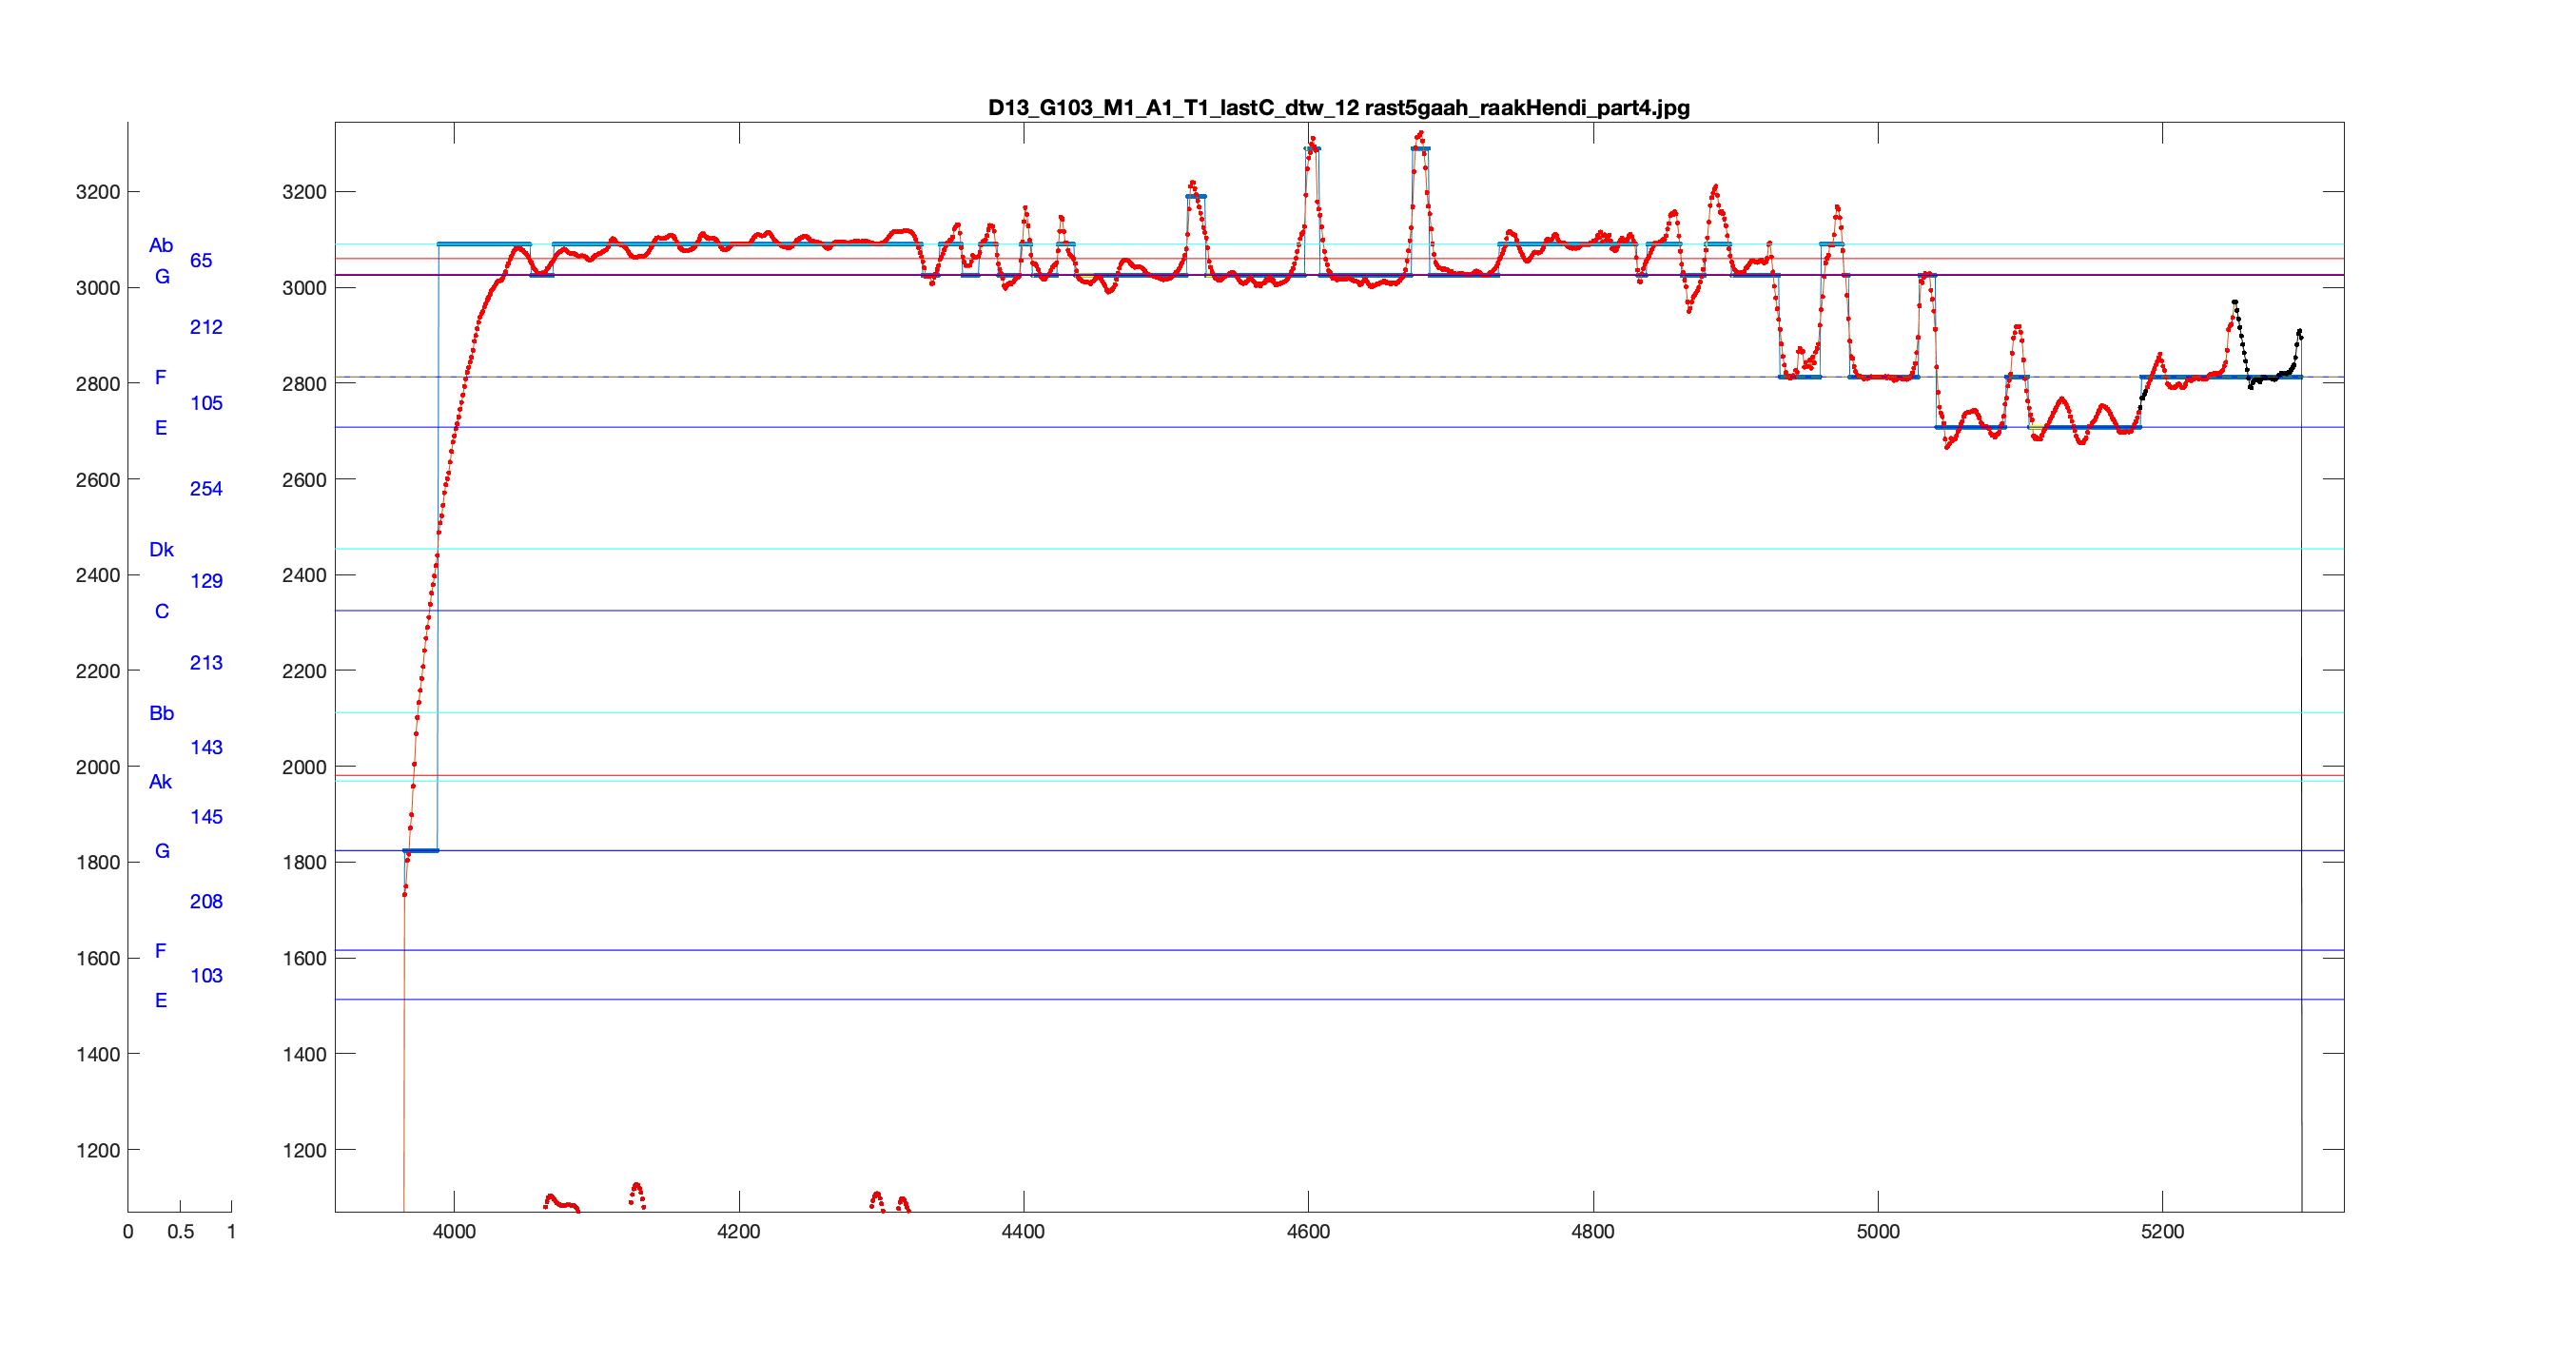 D13_G103_M1_A1_T1_lastC_dtw_12 rast5gaah_raakHendi_part4.jpg
3200 3200
Ab
65
G
3000 3000
212
F
2800 2800
105
E
2600 2600
254
Dk
2400 2400
129
C
2200 2200
213
Bb
143
2000 2000
Ak
145
G
1800 1800
208
F
1600 1600
103
E
1400 1400
1200 1200
0 0.5 1 4000 4200 4400 4600 4800 5000 5200